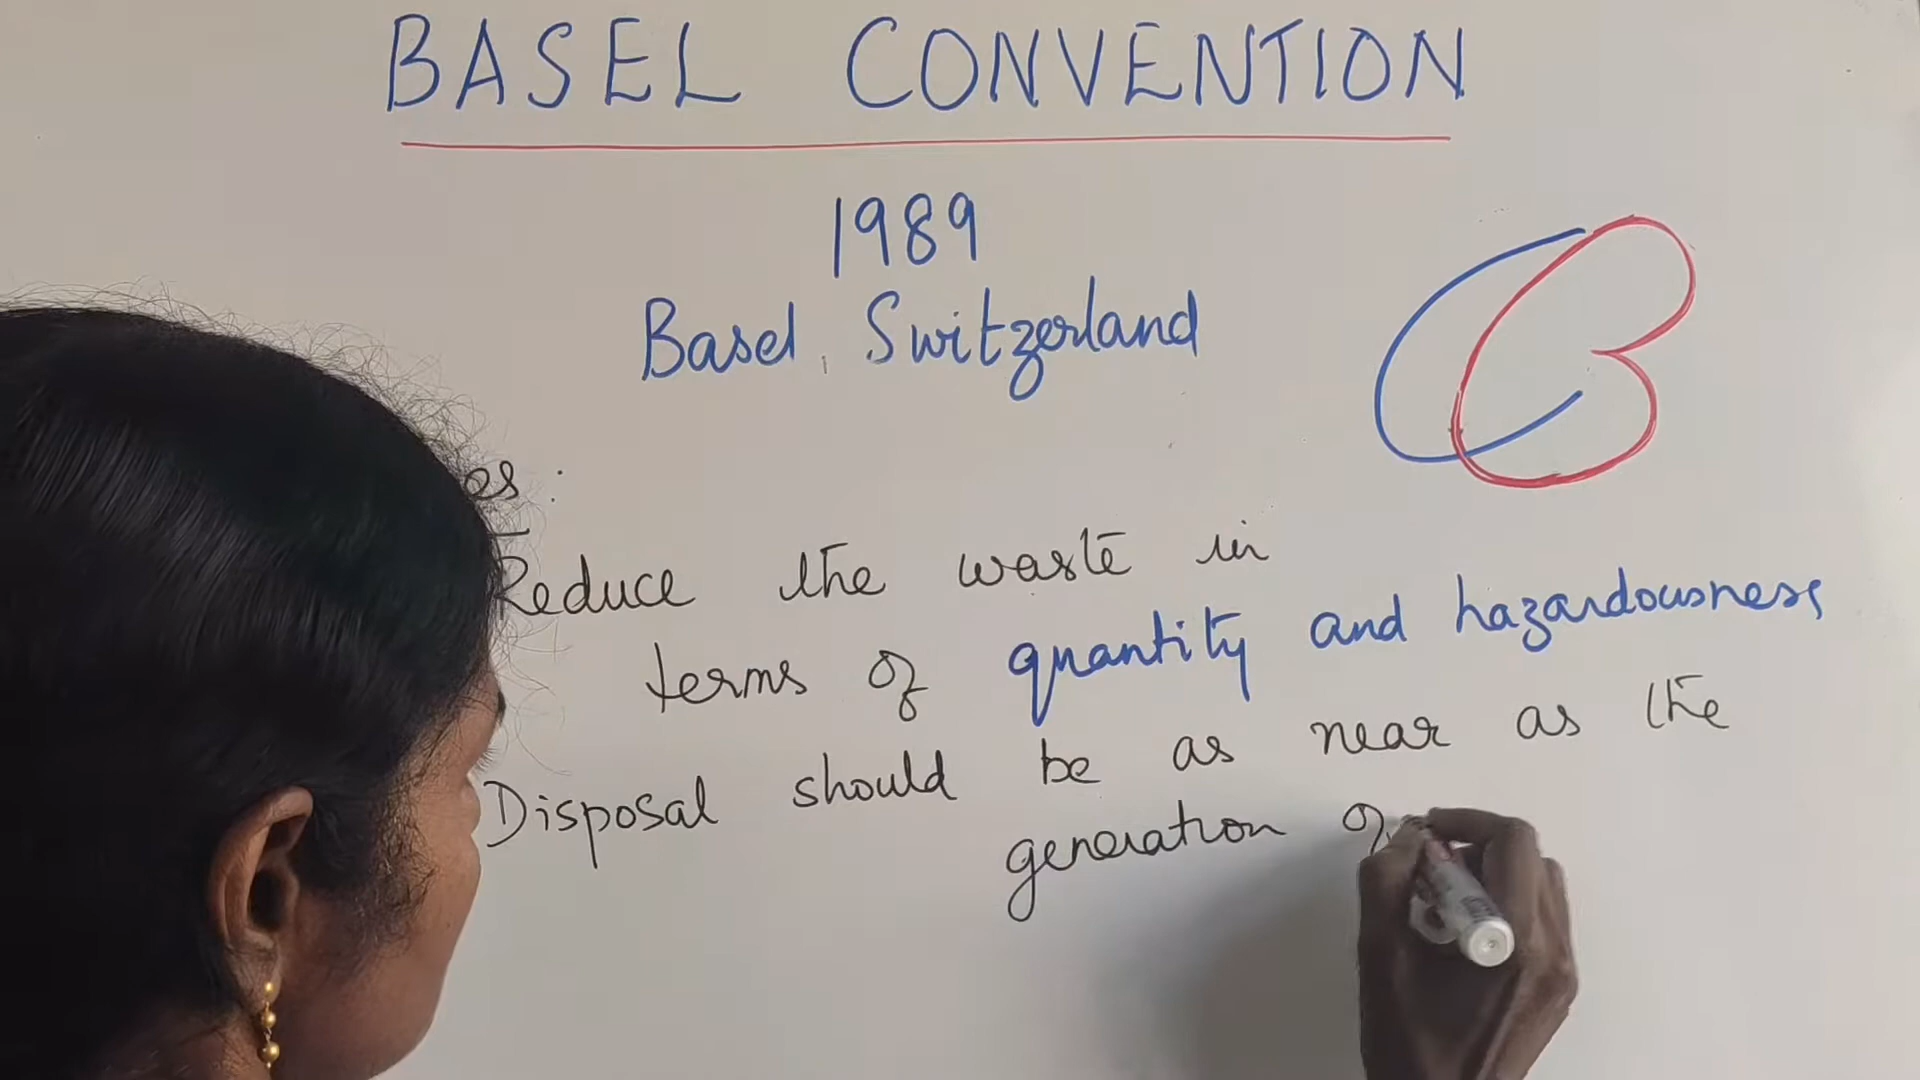 BASEL CONVENTION
1989
Basel, Switzerland
Reduce the waste in
terms of quantity and hazardousness
Disposal should be as near as the
generation of